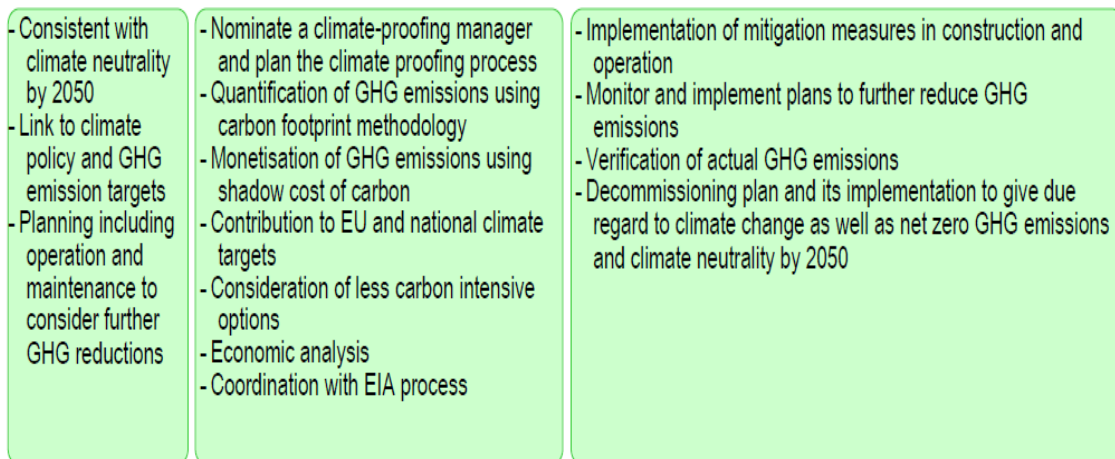 - Consistent with
climate neutrality
by 2050
- Link to climate
policy and GHG
emission targets
- Planning including
operation and
maintenance to
consider further
GHG reductions
- Nominate a climate-proofing manager
and plan the climate proofing process
- Quantification of GHG emissions using
carbon footprint methodology
- Monetisation of GHG emissions using
shadow cost of carbon
- Contribution to EU and national climate
targets
- Consideration of less carbon intensive
options
- Economic analysis
- Coordination with EIA process
- Implementation of mitigation measures in construction and
operation
- Monitor and implement plans to further reduce GHG
emissions
- Verification of actual GHG emissions
- Decommissioning plan and its implementation to give due
regard to climate change as well as net zero GHG emissions
and climate neutrality by 2050